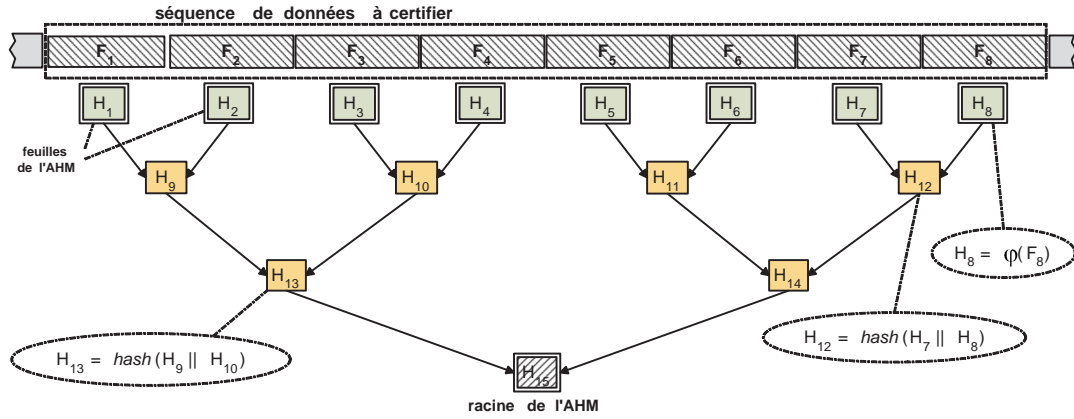 séquence de données à certifier
F1 F2 F3 F4 F5 F6 F7 F8
H1 H2 H3 H4 H5 H6 H7 H8
feuilles
de l'AHM
H9 H10 H11 H12
H8 = φ(F8)
H13 H14
H13 = hash(H9 || H10)
H12 = hash(H7 || H8)
H15
racine de l'AHM